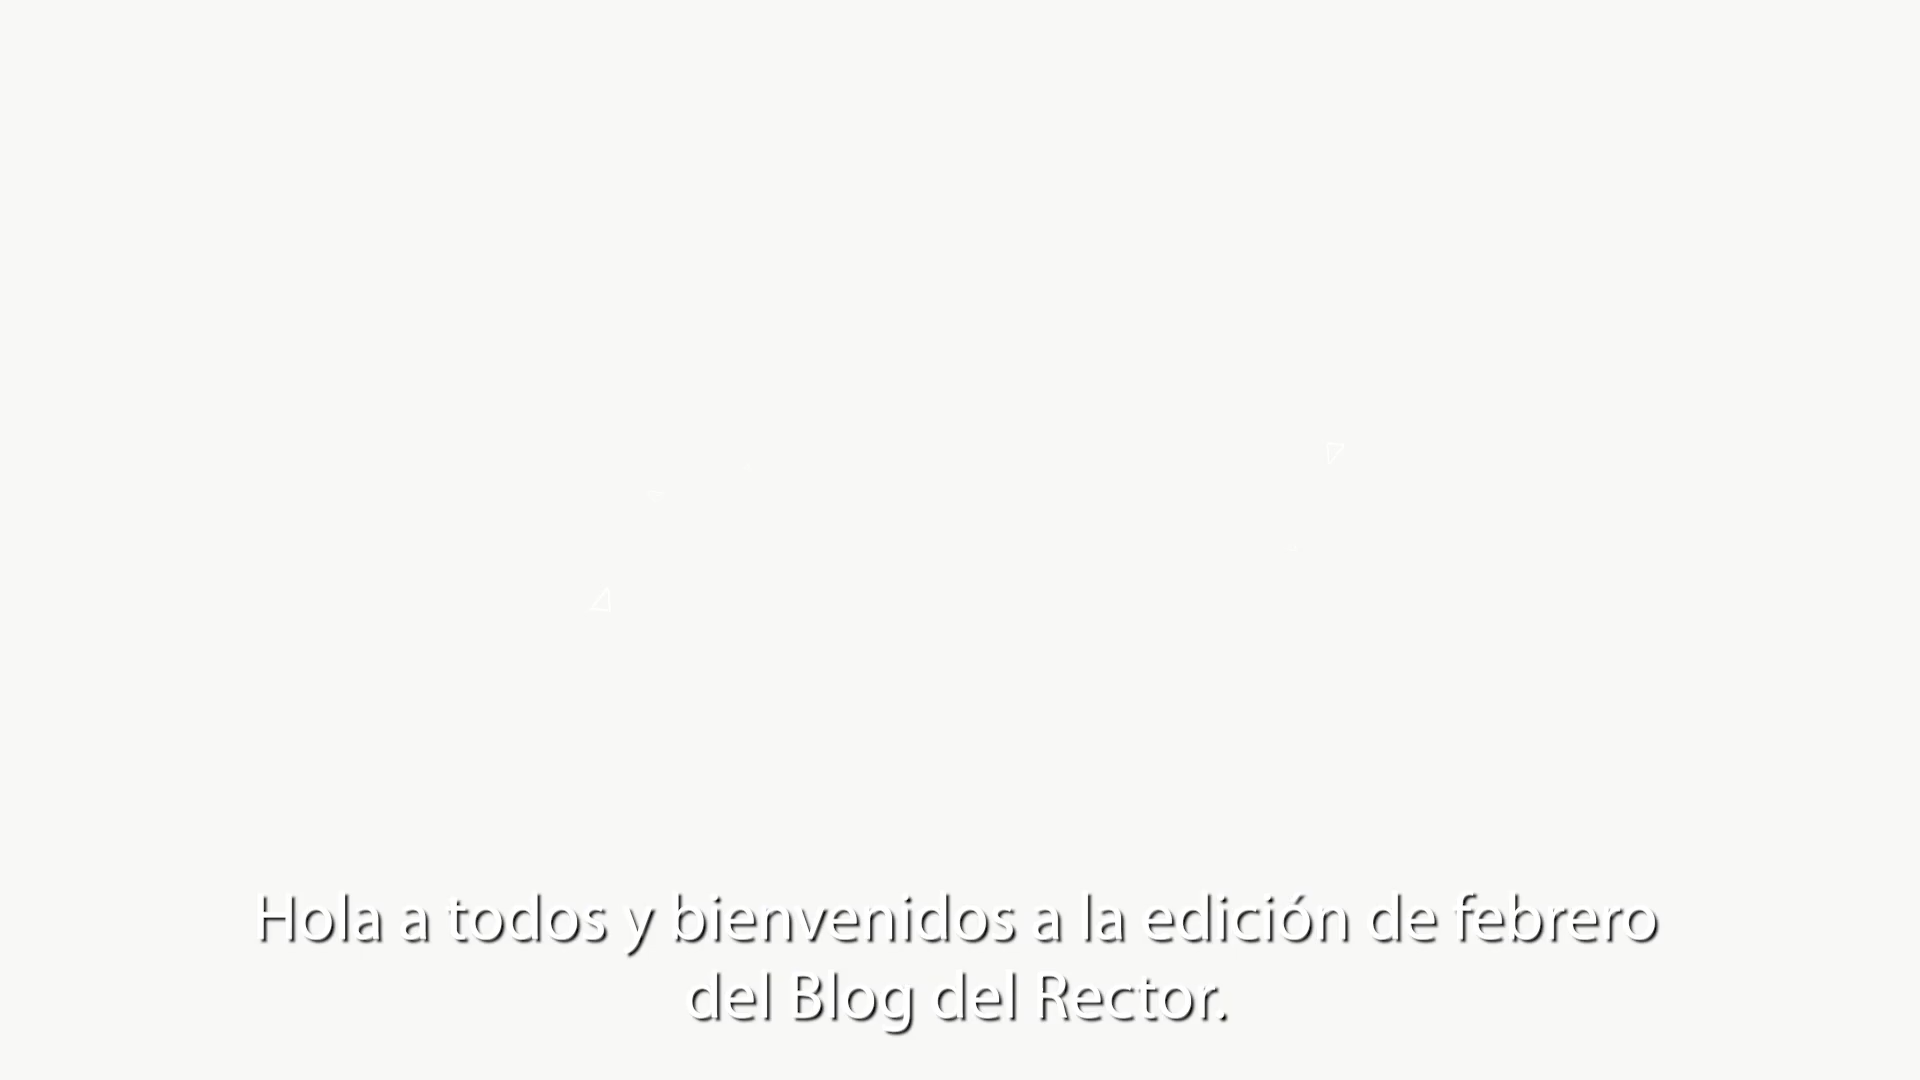 Hola a todos y bienvenidos a la edición de febrero
del Blog del Rector.